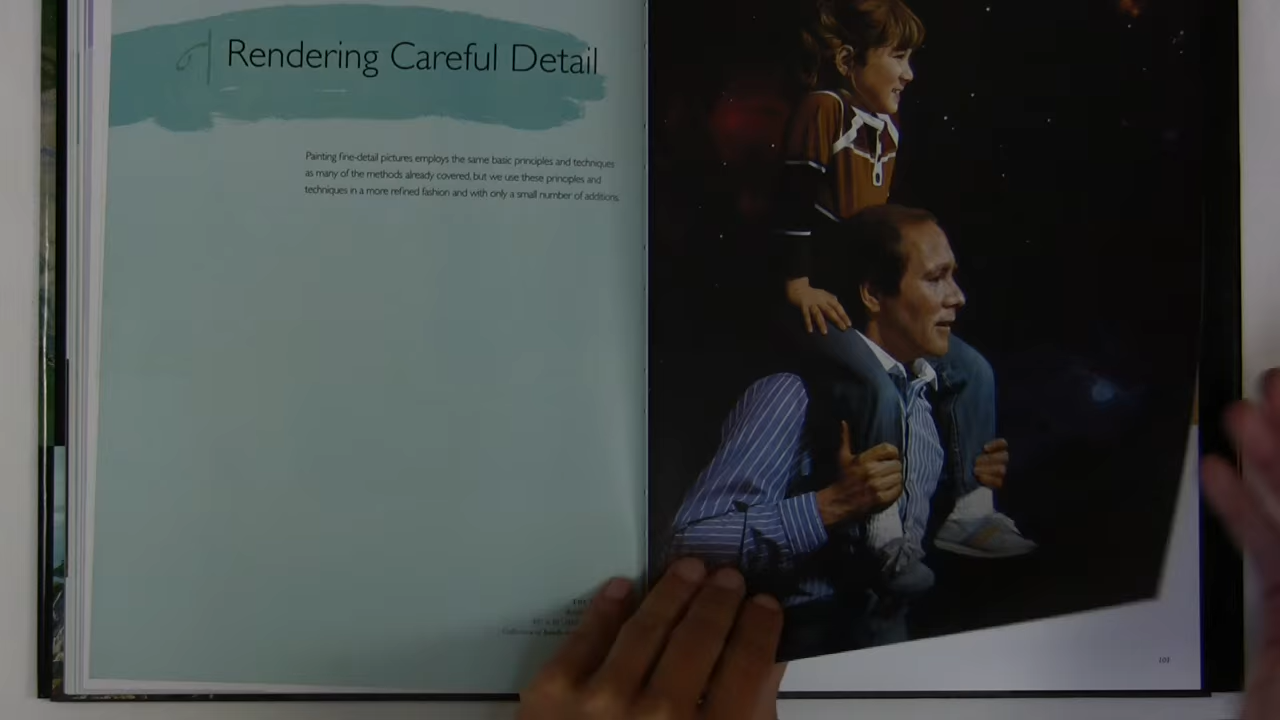 Rendering Careful Detail
Painting fine-detail pictures employs the same basic principles and techniques
as many of the methods already covered, but we use these principles and
techniques in a more refined fashion and with only a small number of additions.